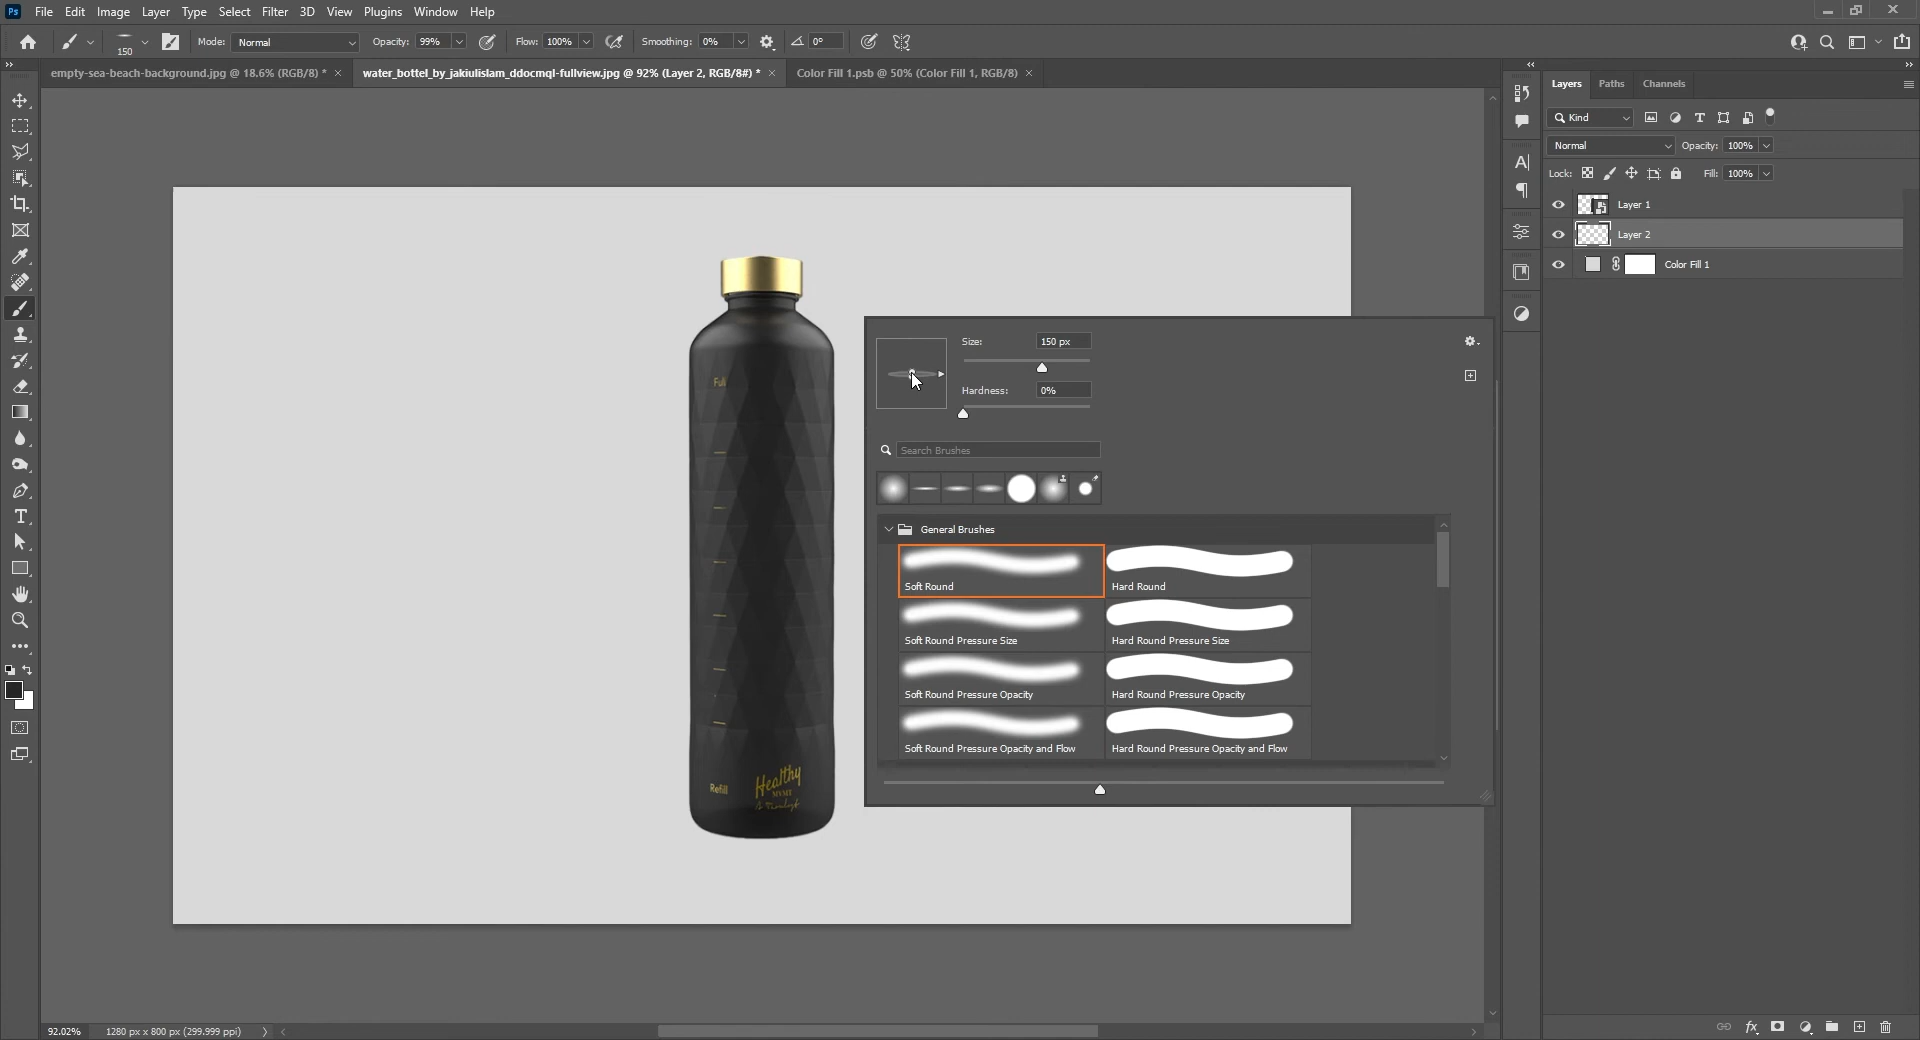 Ps File Edit Image Layer Type Select Filter 3D View Plugins Window Help
150 Mode: Normal Opacity: 99% Flow: 100% Smoothing: 0% 0°
empty-sea-beach-background.jpg @ 18.6% (RGB/8) * × water_bottel_by_jakiulislam_ddocmql-fullview.jpg @ 92% (Layer 2, RGB/8#) * × Color Fill 1.psb @ 50% (Color Fill 1, RGB/8) ×
Layers Paths Channels
Kind
Normal Opacity: 100%
Lock: Fill: 100%
Layer 1
Layer 2
Color Fill 1
Size: 150 px
Hardness: 0%
Search Brushes
General Brushes
Soft Round Hard Round
Soft Round Pressure Size Hard Round Pressure Size
Soft Round Pressure Opacity Hard Round Pressure Opacity
Soft Round Pressure Opacity and Flow Hard Round Pressure Opacity and Flow
Full
Refill
Healthy
MVMT
92.02% 1280 px x 800 px (299.999 ppi)